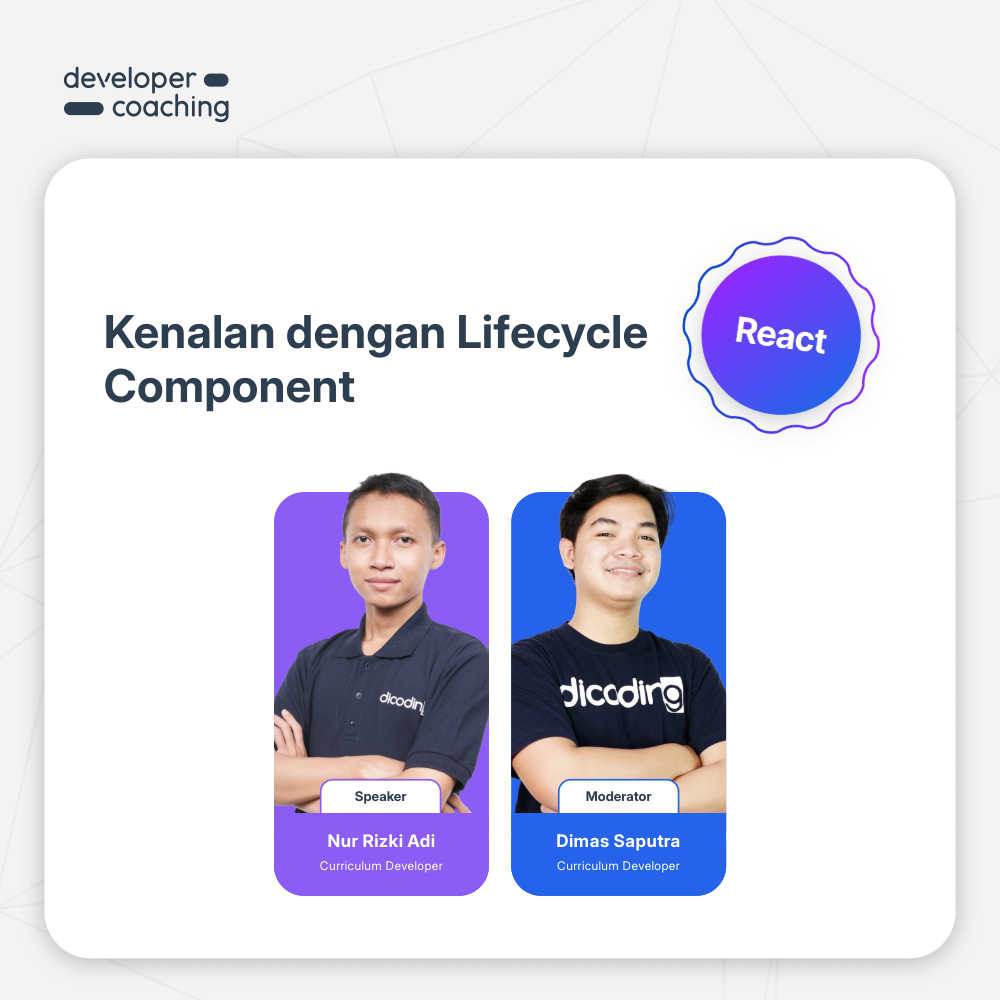 developer
coaching
Kenalan dengan Lifecycle
Component
React
dicoding
dicoding
Speaker
Moderator
Nur Rizki Adi
Curriculum Developer
Dimas Saputra
Curriculum Developer